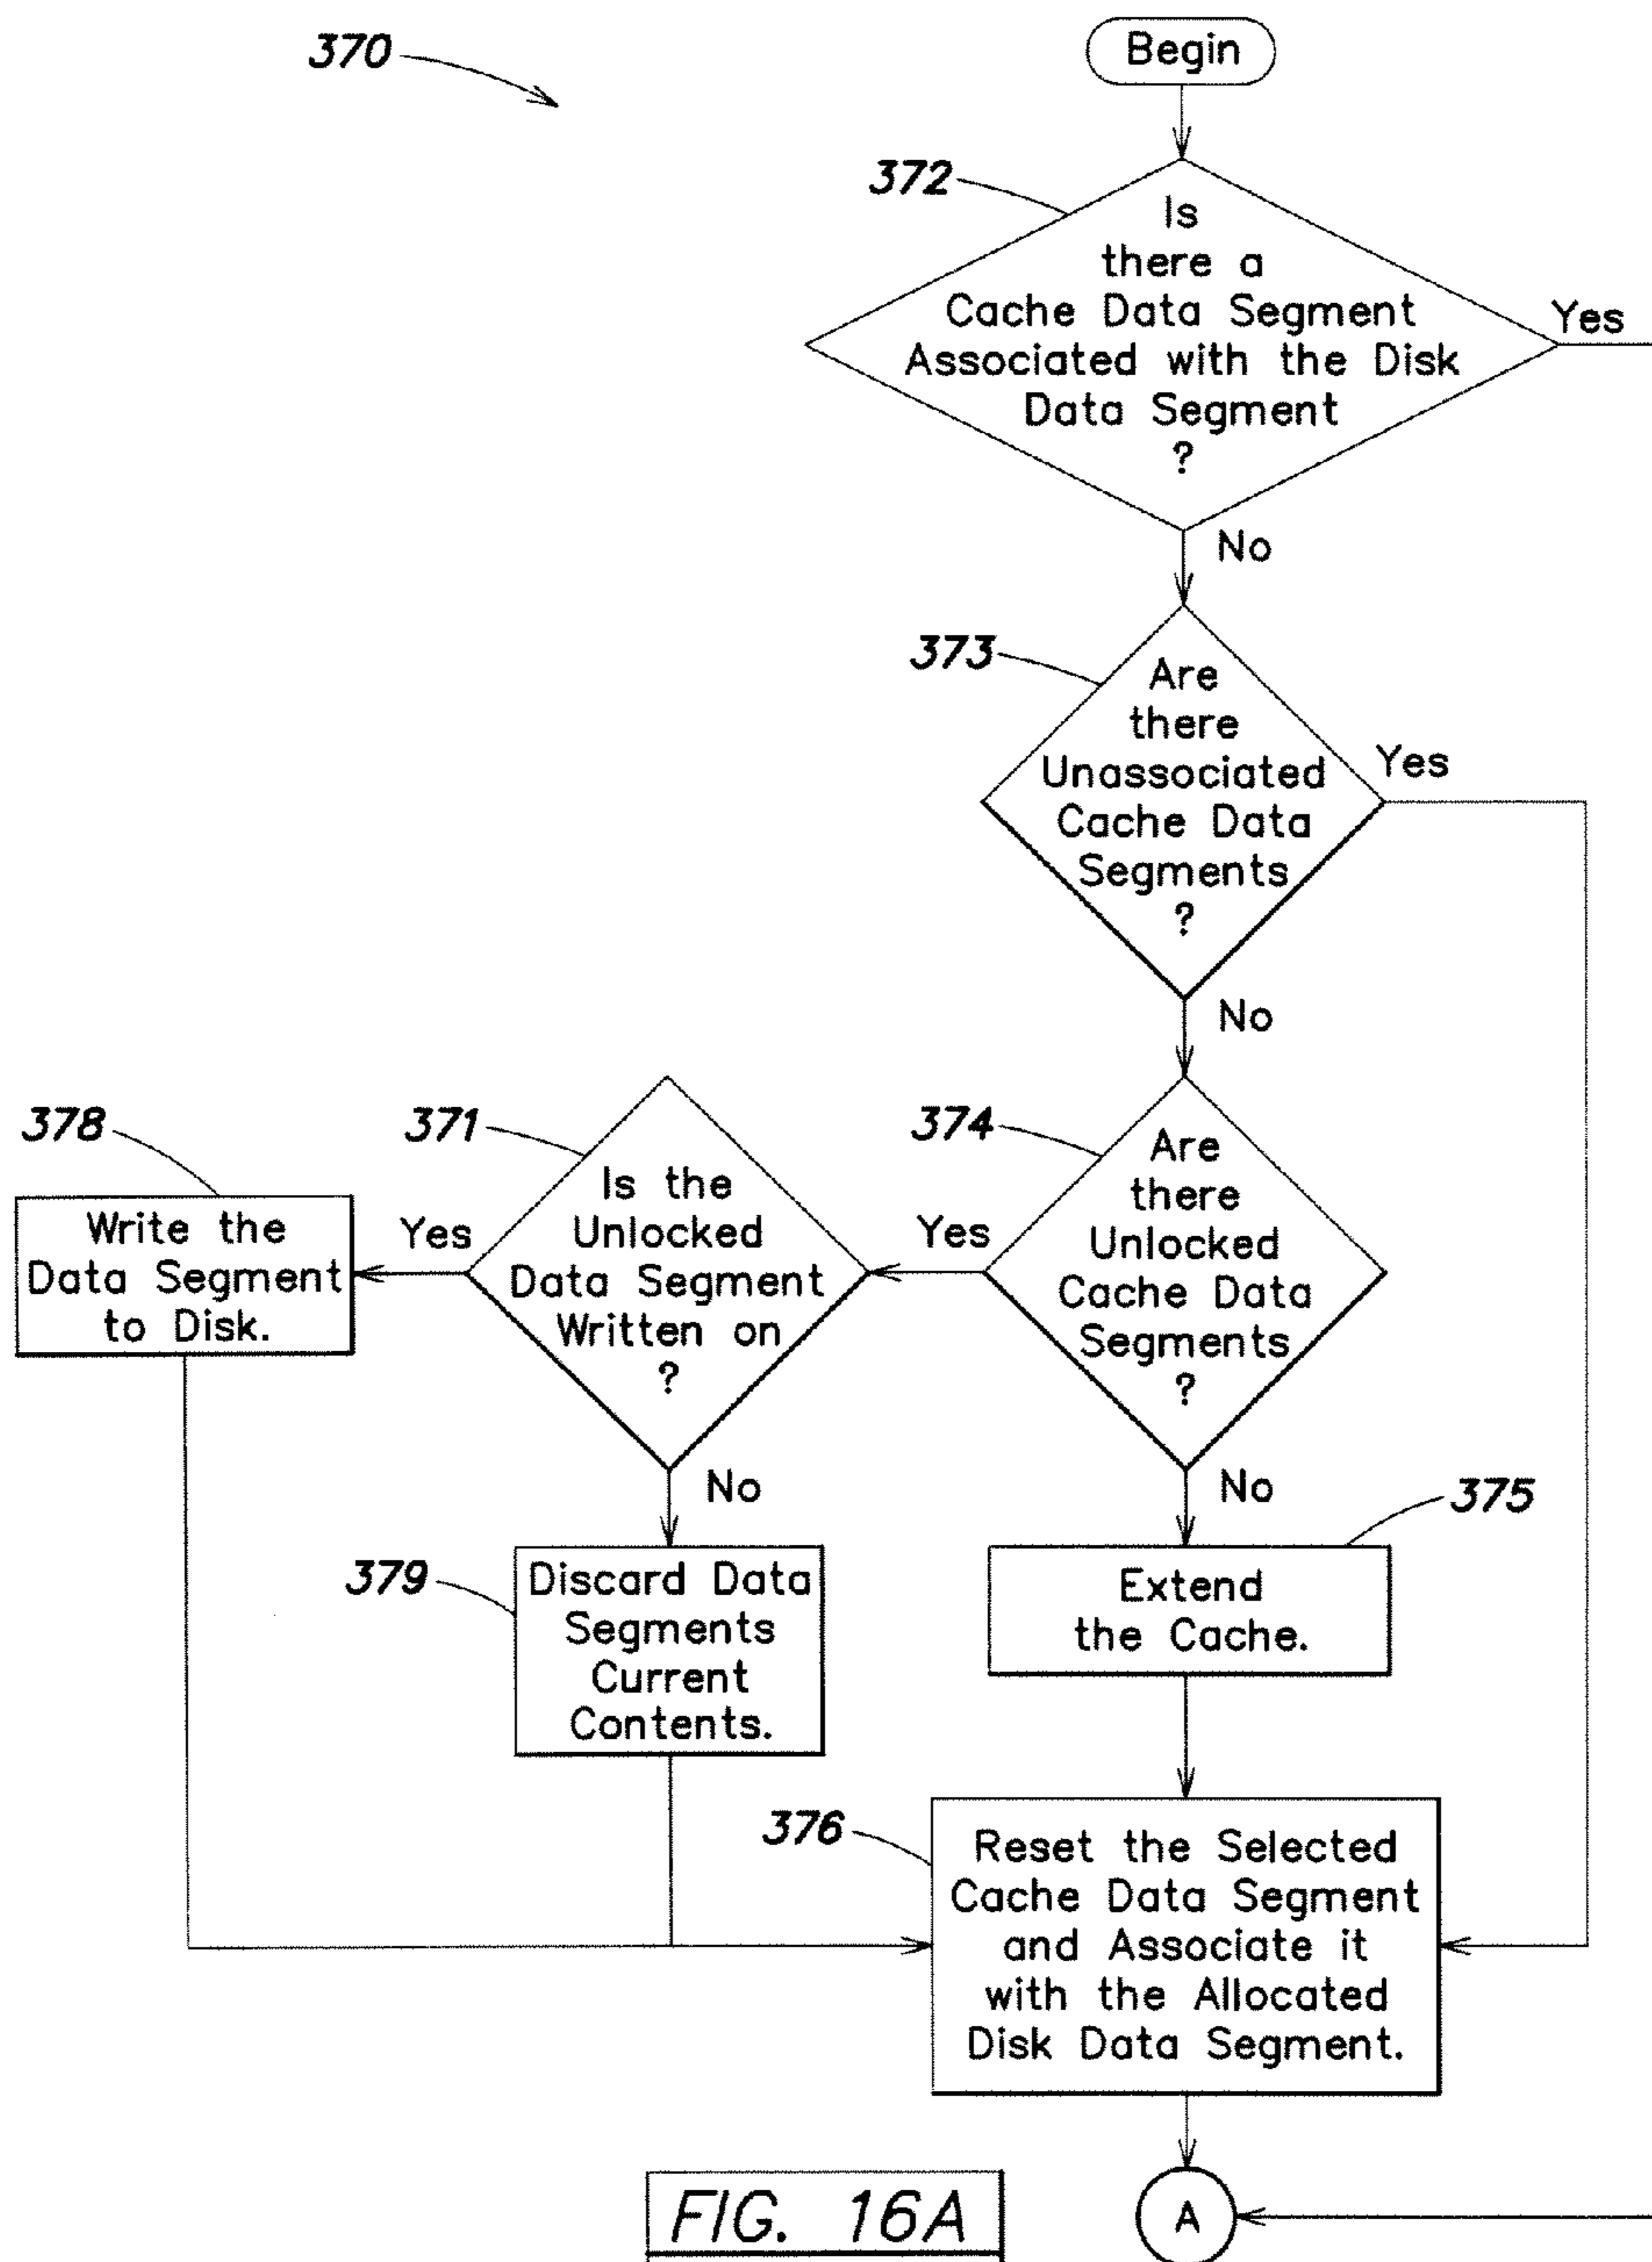 370
Begin
372
Is
there a
Cache Data Segment
Associated with the Disk
Data Segment
?
Yes
No
373
Are
there
Unassociated
Cache Data
Segments
?
Yes
No
378
Write the
Data Segment
to Disk.
Yes
371
Is the
Unlocked
Data Segment
Written on
?
Yes
374
Are
there
Unlocked
Cache Data
Segments
?
No
No
379
Discard Data
Segments
Current
Contents.
375
Extend
the Cache.
376
Reset the Selected
Cache Data Segment
and Associate it
with the Allocated
Disk Data Segment.
FIG. 16A
A